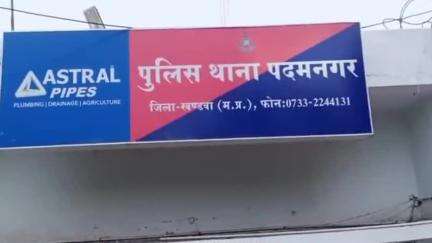 ASTRAL
PIPES
PLUMBING | DRAINAGE | AGRICULTURE
पुलिस थाना पदमनगर
जिला-खण्डवा (म.प्र.), फोन:0733-2244131